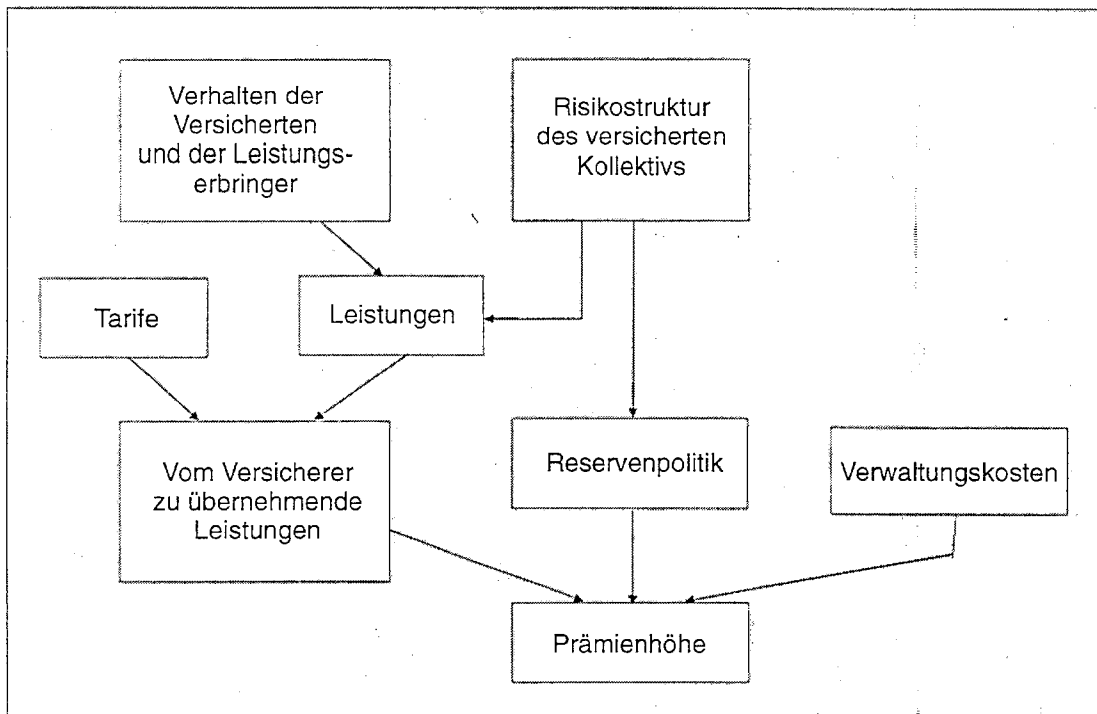 Verhalten der
Versicherten
und der Leistungs-
erbringer
Risikostruktur
des versicherten
Kollektivs
Tarife
Leistungen
Vom Versicherer
zu übernehmende
Leistungen
Reservenpolitik
Verwaltungskosten
Prämienhöhe